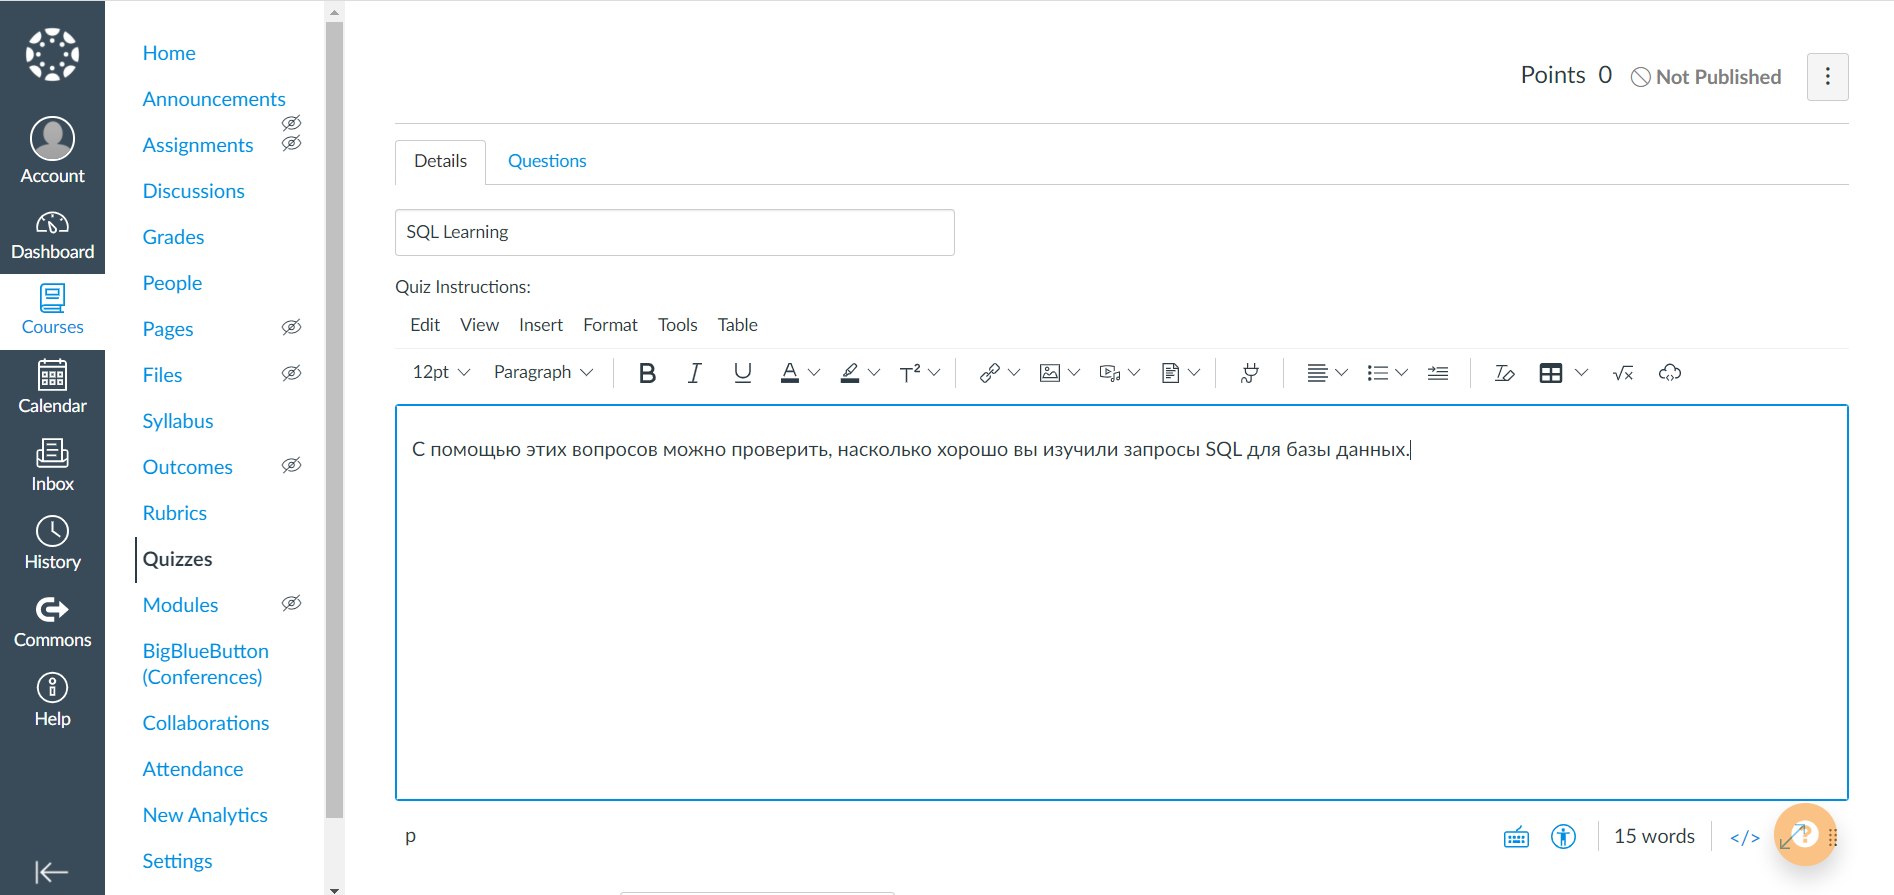 Account
Dashboard
Courses
Calendar
Inbox
History
Commons
Help
Home
Announcements
Assignments
Discussions
Grades
People
Pages
Files
Syllabus
Outcomes
Rubrics
Quizzes
Modules
BigBlueButton
(Conferences)
Collaborations
Attendance
New Analytics
Settings
Points 0 Not Published
Details Questions
SQL Learning
Quiz Instructions:
Edit View Insert Format Tools Table
12pt Paragraph
С помощью этих вопросов можно проверить, насколько хорошо вы изучили запросы SQL для базы данных.
p 15 words </>